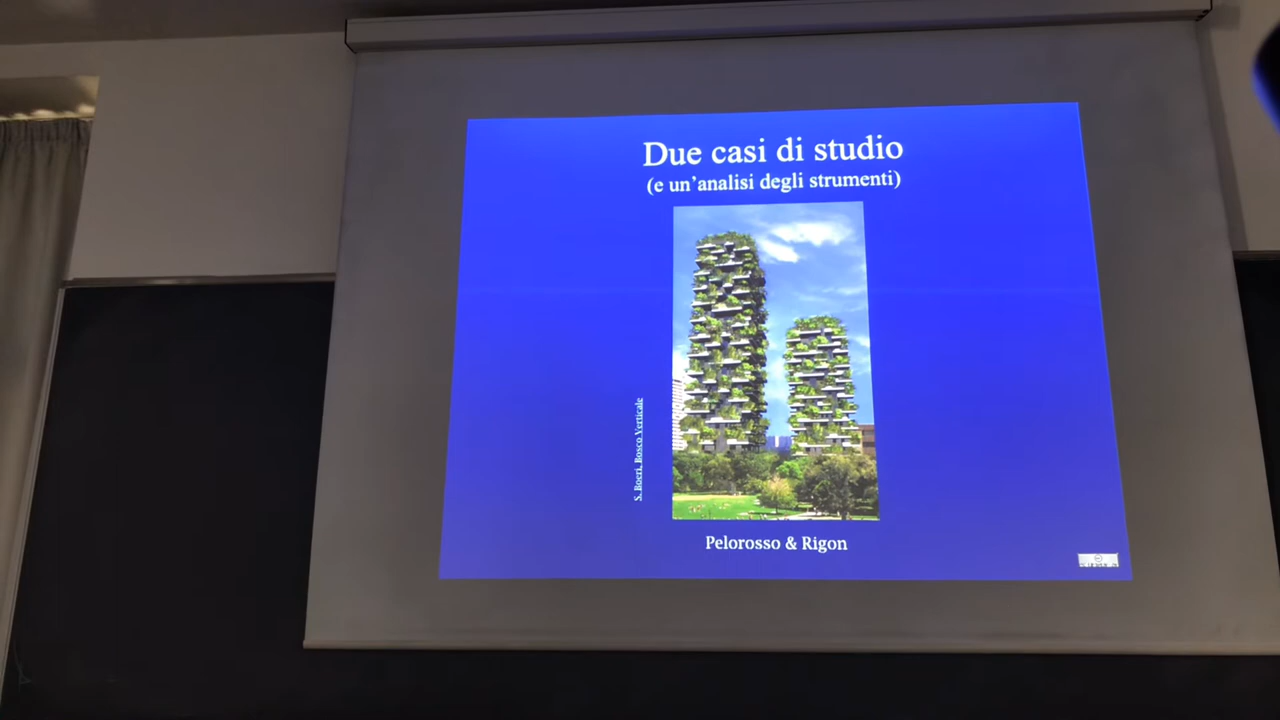 Due casi di studio
(e un'analisi degli strumenti)
S. Boeri, Bosco Verticale
Pelorosso & Rigon